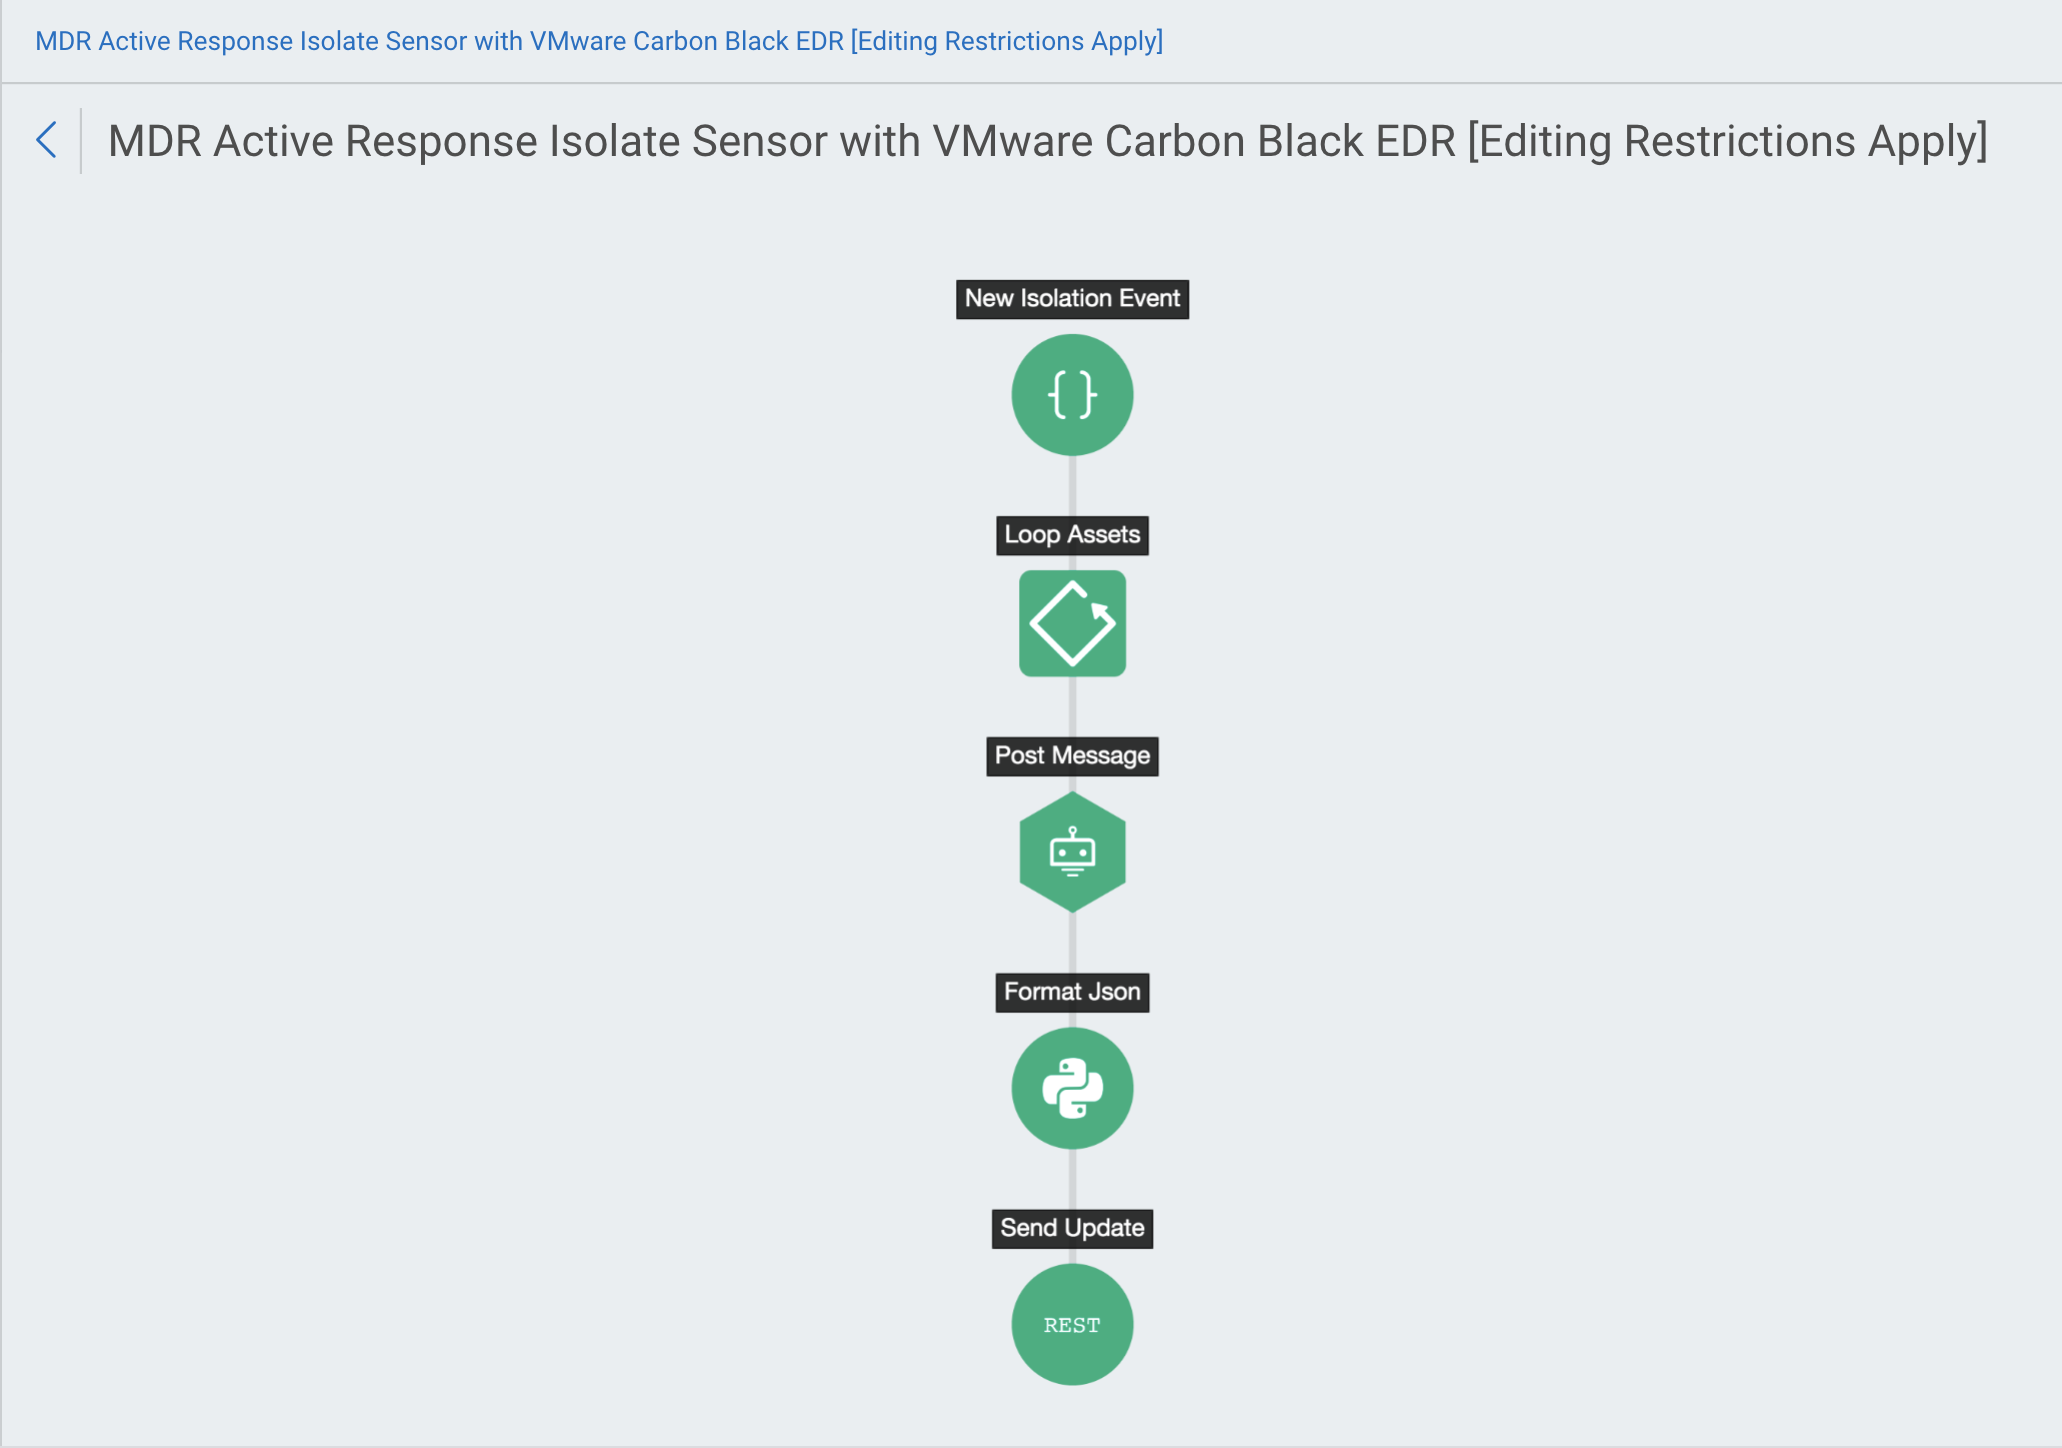 MDR Active Response Isolate Sensor with VMware Carbon Black EDR [Editing Restrictions Apply]
MDR Active Response Isolate Sensor with VMware Carbon Black EDR [Editing Restrictions Apply]
New Isolation Event
{}
Loop Assets
Post Message
Format Json
Send Update
REST